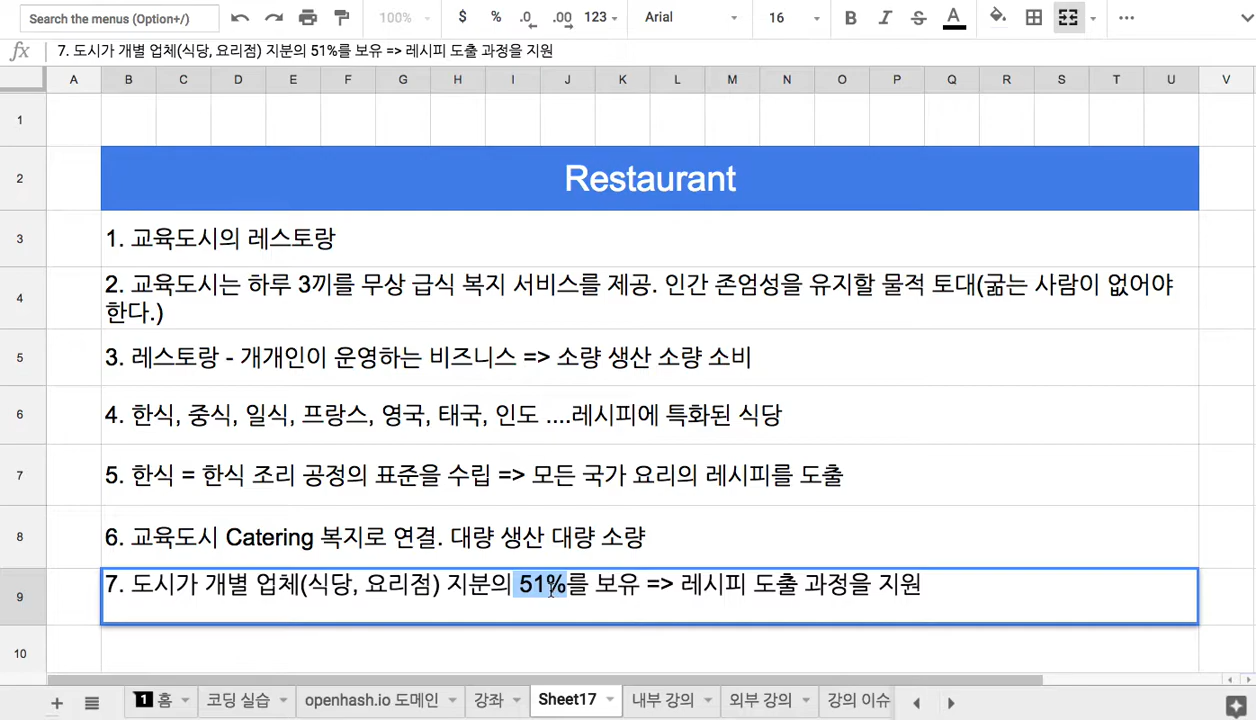 Search the menus (Option+/)
100%
$ % .0 .00 123
Arial
16
B I S A
fx
7. 도시가 개별 업체(식당, 요리점) 지분의 51%를 보유 => 레시피 도출 과정을 지원
A B C D E F G H I J K L M N O P Q R S T U V
1
2 Restaurant
3 1. 교육도시의 레스토랑
4 2. 교육도시는 하루 3끼를 무상 급식 복지 서비스를 제공. 인간 존엄성을 유지할 물적 토대(굶는 사람이 없어야
한다.)
5 3. 레스토랑 - 개개인이 운영하는 비즈니스 => 소량 생산 소량 소비
6 4. 한식, 중식, 일식, 프랑스, 영국, 태국, 인도 ....레시피에 특화된 식당
7 5. 한식 = 한식 조리 공정의 표준을 수립 => 모든 국가 요리의 레시피를 도출
8 6. 교육도시 Catering 복지로 연결. 대량 생산 대량 소량
9 7. 도시가 개별 업체(식당, 요리점) 지분의 51%를 보유 => 레시피 도출 과정을 지원
10
1 홈 코딩 실습 openhash.io 도메인 강좌 Sheet17 내부 강의 외부 강의 강의 이슈